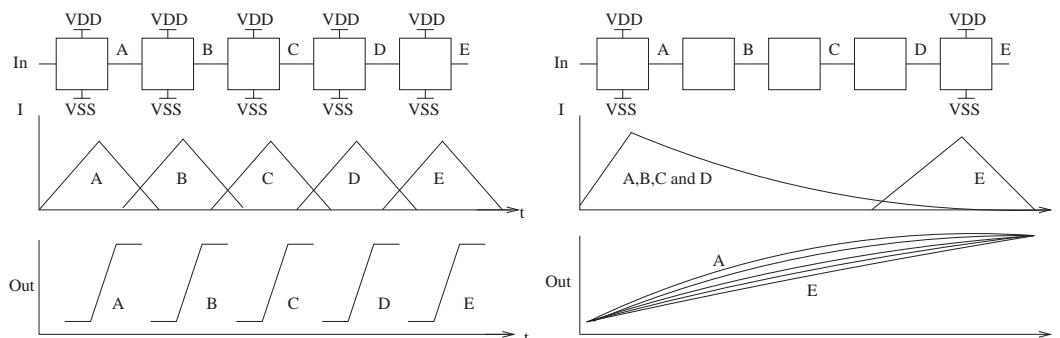 VDD VDD VDD VDD VDD
A B C D E
In
VSS VSS VSS VSS VSS
I
A B C D E
t
Out
A B C D E
t
VDD VDD
A B C D E
In
VSS VSS
I
A,B,C and D
E
Out
A
E